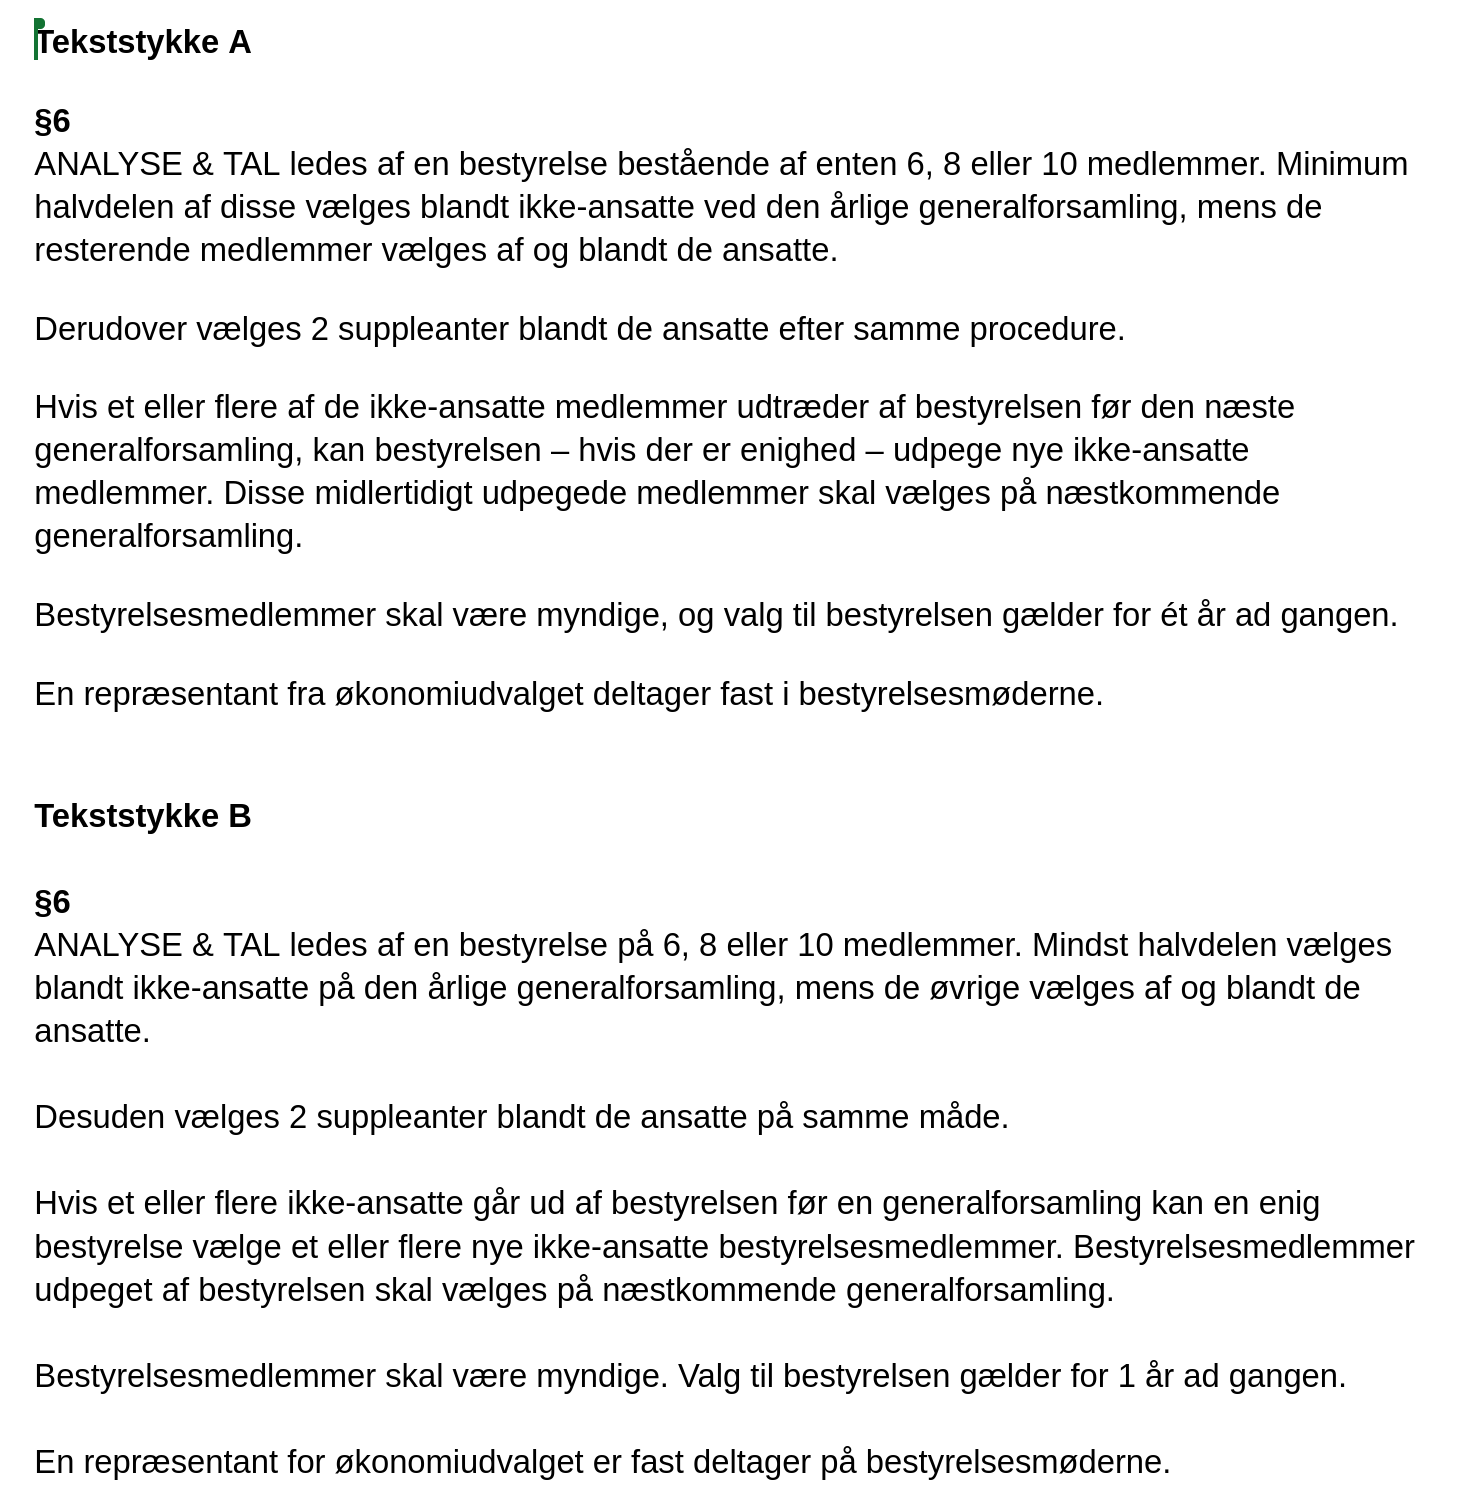 Tekststykke A
§6
ANALYSE & TAL ledes af en bestyrelse bestående af enten 6, 8 eller 10 medlemmer. Minimum
halvdelen af disse vælges blandt ikke-ansatte ved den årlige generalforsamling, mens de
resterende medlemmer vælges af og blandt de ansatte.
Derudover vælges 2 suppleanter blandt de ansatte efter samme procedure.
Hvis et eller flere af de ikke-ansatte medlemmer udtræder af bestyrelsen før den næste
generalforsamling, kan bestyrelsen – hvis der er enighed – udpege nye ikke-ansatte
medlemmer. Disse midlertidigt udpegede medlemmer skal vælges på næstkommende
generalforsamling.
Bestyrelsesmedlemmer skal være myndige, og valg til bestyrelsen gælder for ét år ad gangen.
En repræsentant fra økonomiudvalget deltager fast i bestyrelsesmøderne.
Tekststykke B
§6
ANALYSE & TAL ledes af en bestyrelse på 6, 8 eller 10 medlemmer. Mindst halvdelen vælges
blandt ikke-ansatte på den årlige generalforsamling, mens de øvrige vælges af og blandt de
ansatte.
Desuden vælges 2 suppleanter blandt de ansatte på samme måde.
Hvis et eller flere ikke-ansatte går ud af bestyrelsen før en generalforsamling kan en enig
bestyrelse vælge et eller flere nye ikke-ansatte bestyrelsesmedlemmer. Bestyrelsesmedlemmer
udpeget af bestyrelsen skal vælges på næstkommende generalforsamling.
Bestyrelsesmedlemmer skal være myndige. Valg til bestyrelsen gælder for 1 år ad gangen.
En repræsentant for økonomiudvalget er fast deltager på bestyrelsesmøderne.